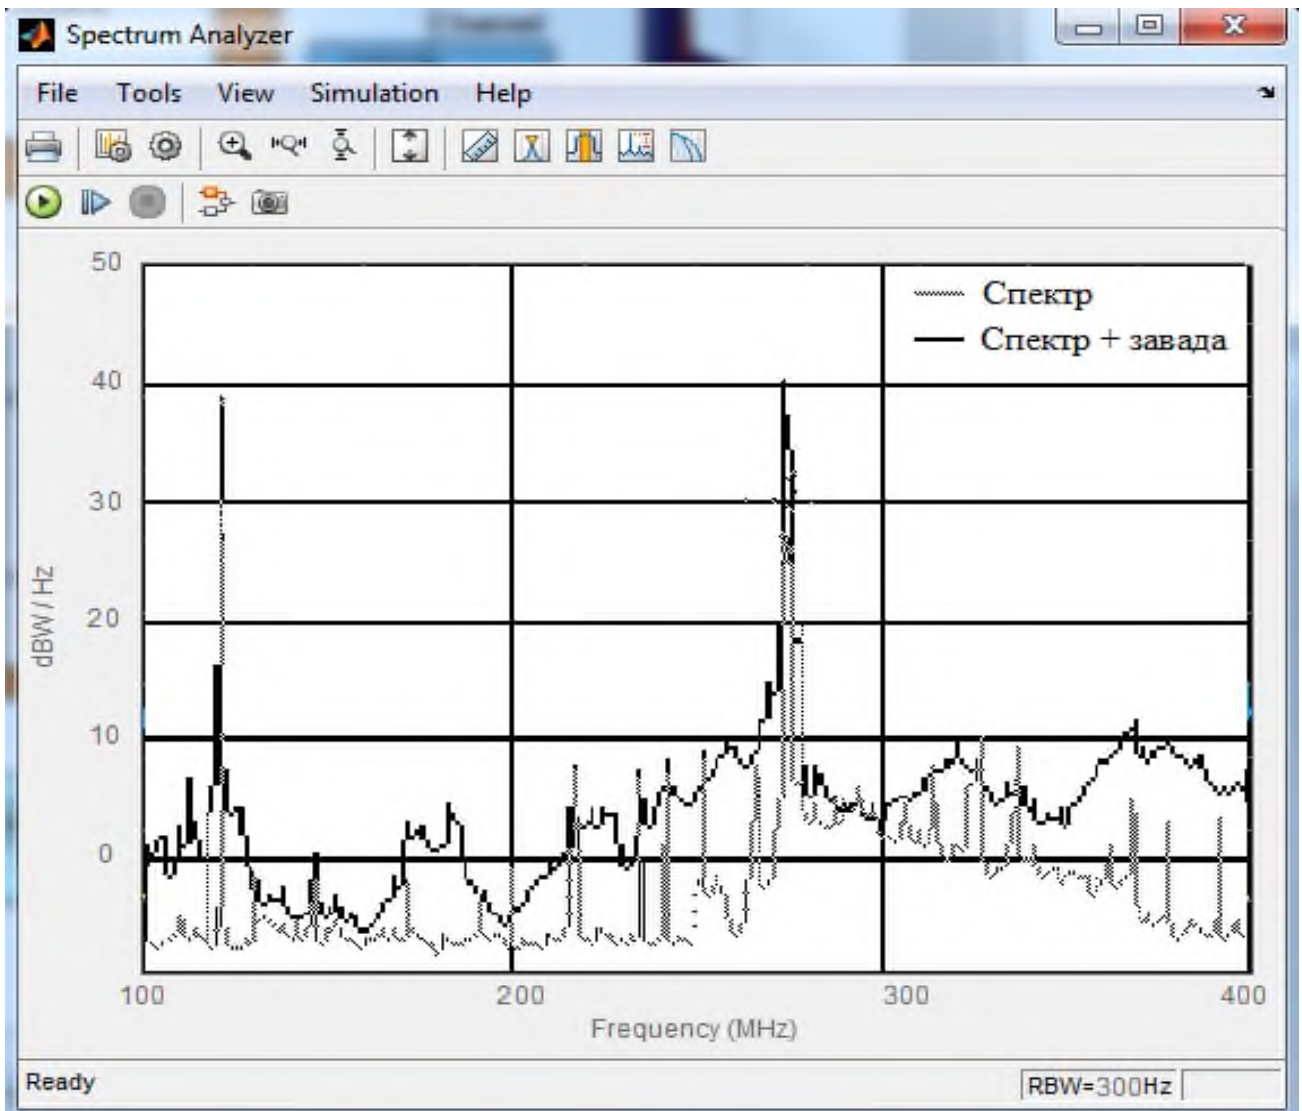 Spectrum Analyzer
File Tools View Simulation Help
50
40
30
20
10
0
dBW / Hz
Спектр
Спектр + завада
100 200 300 400
Frequency (MHz)
Ready
RBW=300Hz